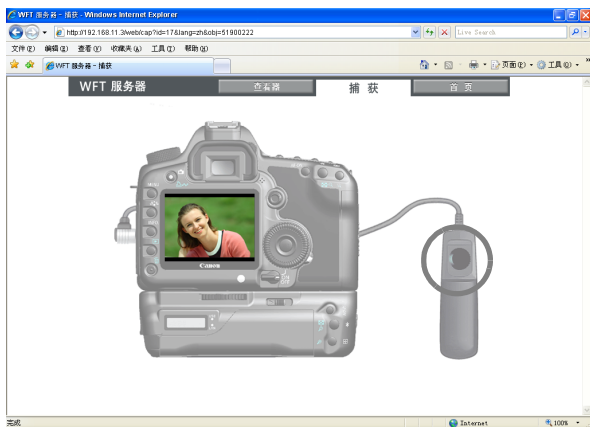 WFT 服务器 - 捕获 - Windows Internet Explorer
http://192.168.11.3/web/cap?id=17&lang=zh&obj=51900222
Live Search
文件(F) 编辑(E) 查看(V) 收藏夹(A) 工具(T) 帮助(H)
WFT 服务器 - 捕获
页面(P) 工具(O)
WFT 服务器 查看器 捕 获 首 页
MENU
Canon
完成
Internet 100%